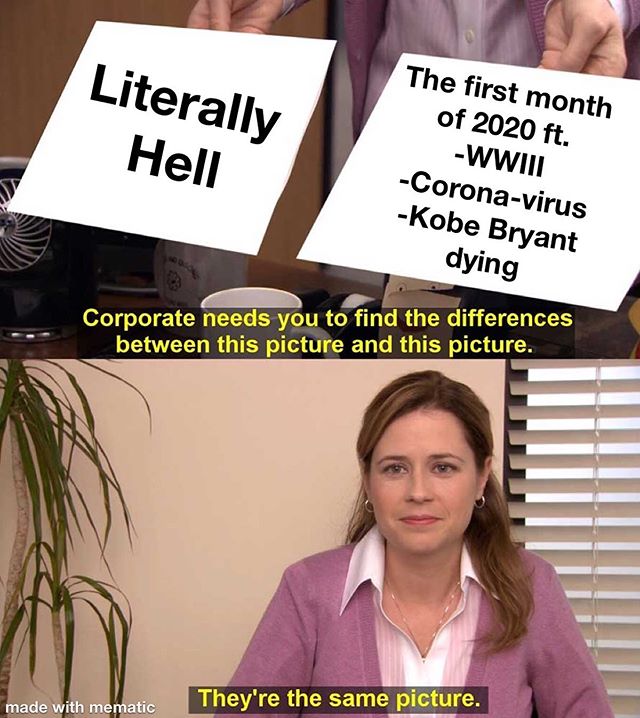 Literally
Hell
The first month
of 2020 ft.
-WWIII
-Corona-virus
-Kobe Bryant
dying
Corporate needs you to find the differences
between this picture and this picture.
They're the same picture.
made with mematic